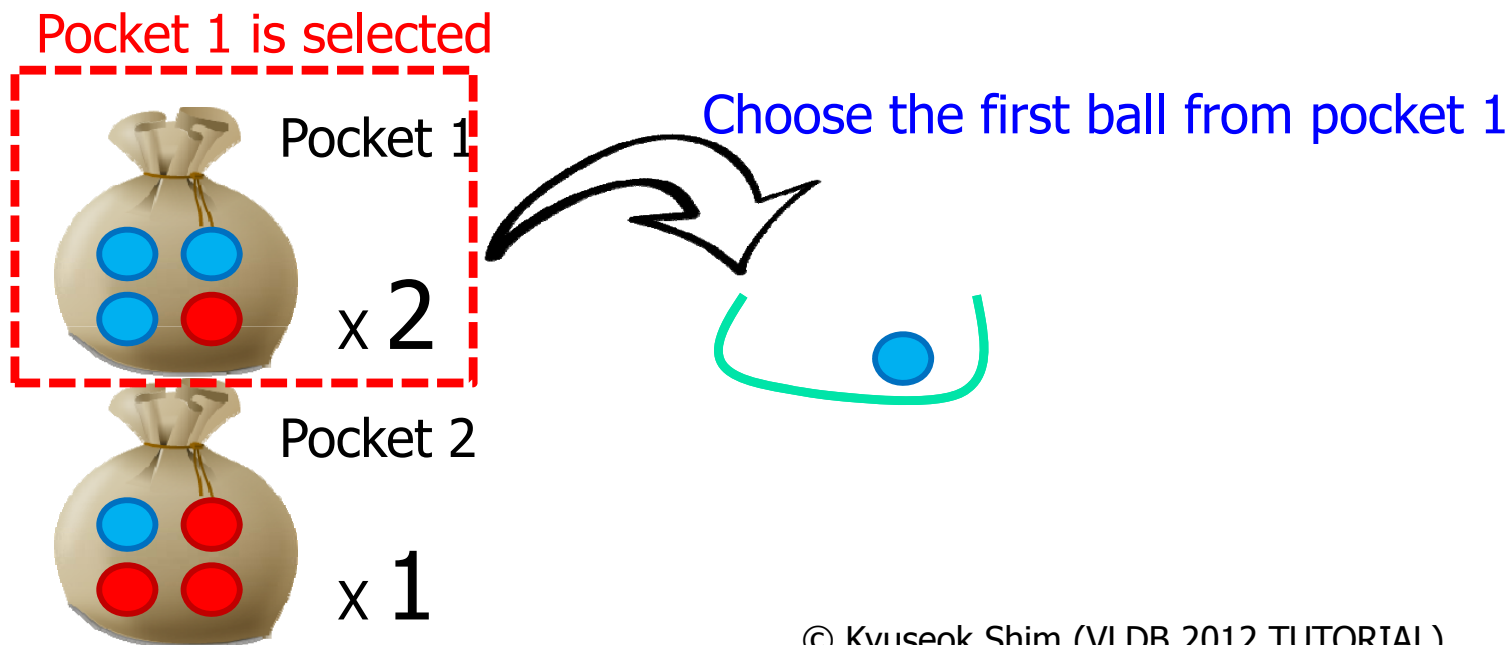 Pocket 1 is selected
Choose the first ball from pocket 1
Pocket 1
x 2
Pocket 2
x 1
© Kyuseok Shim (VLDB 2012 TUTORIAL)